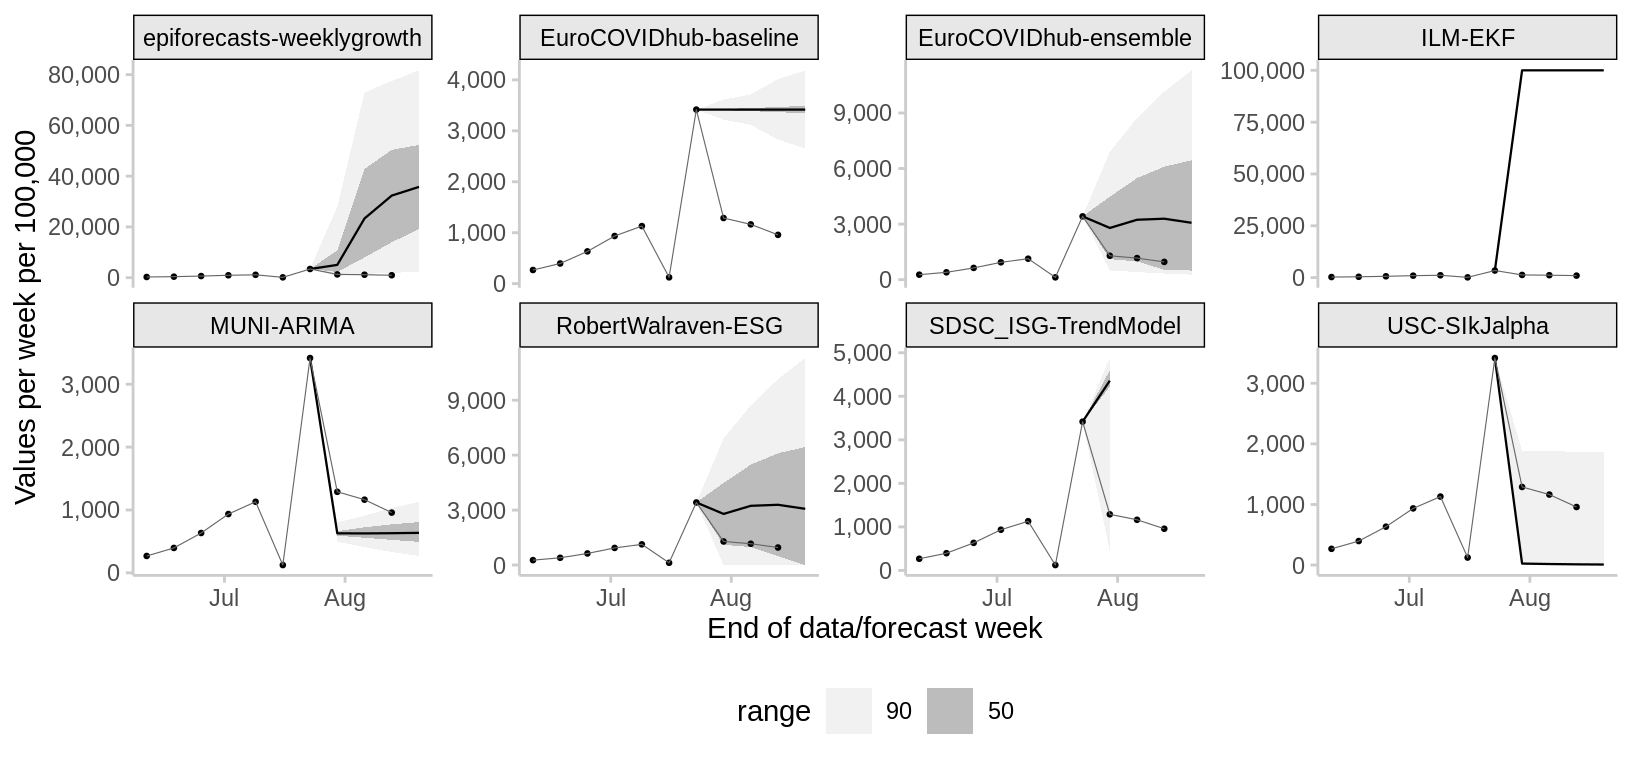 epiforecasts-weeklygrowth
EuroCOVIDhub-baseline
EuroCOVIDhub-ensemble
ILM-EKF
80,000
60,000
40,000
20,000
0
4,000
3,000
2,000
1,000
0
9,000
6,000
3,000
0
100,000
75,000
50,000
25,000
0
Values per week per 100,000
MUNI-ARIMA
RobertWalraven-ESG
SDSC_ISG-TrendModel
USC-SIkJalpha
3,000
2,000
1,000
0
9,000
6,000
3,000
0
5,000
4,000
3,000
2,000
1,000
0
3,000
2,000
1,000
0
Jul Aug
Jul Aug
Jul Aug
Jul Aug
End of data/forecast week
range 90 50